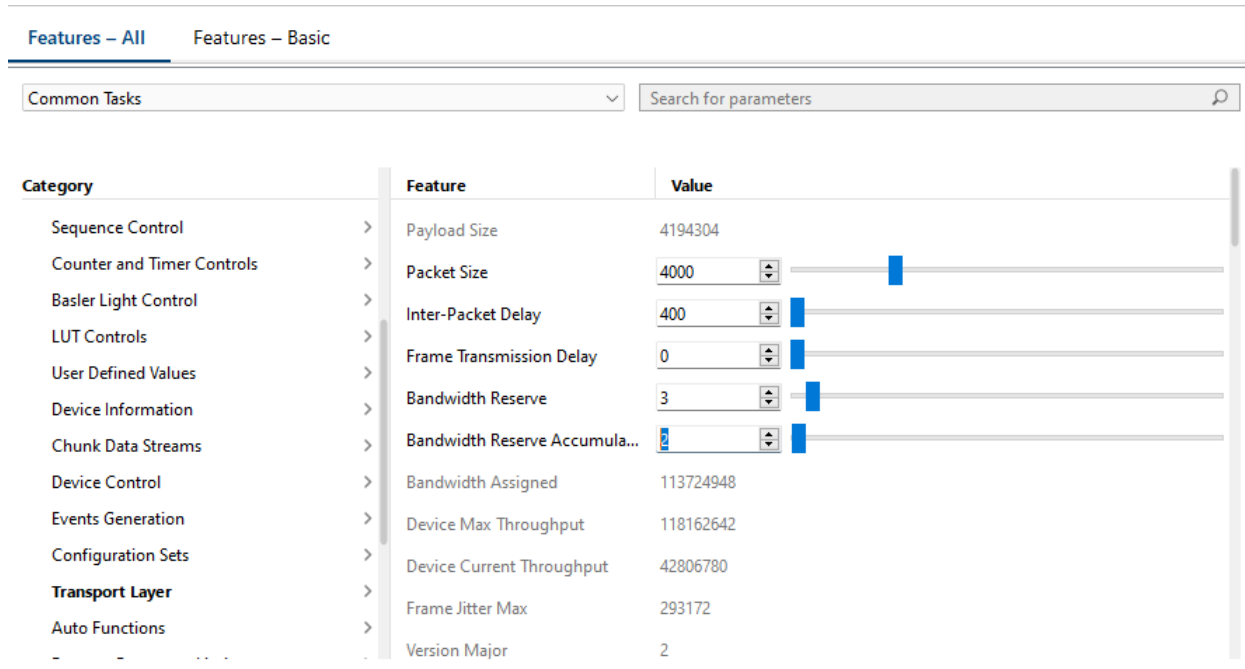 Features – All Features – Basic
Common Tasks Search for parameters
Category Feature Value
Sequence Control Payload Size 4194304
Counter and Timer Controls Packet Size 4000
Basler Light Control Inter-Packet Delay 400
LUT Controls Frame Transmission Delay 0
User Defined Values Bandwidth Reserve 3
Device Information Bandwidth Reserve Accumula... 2
Chunk Data Streams Bandwidth Assigned 113724948
Device Control Device Max Throughput 118162642
Events Generation Device Current Throughput 42806780
Configuration Sets Frame Jitter Max 293172
Transport Layer Version Major 2
Auto Functions